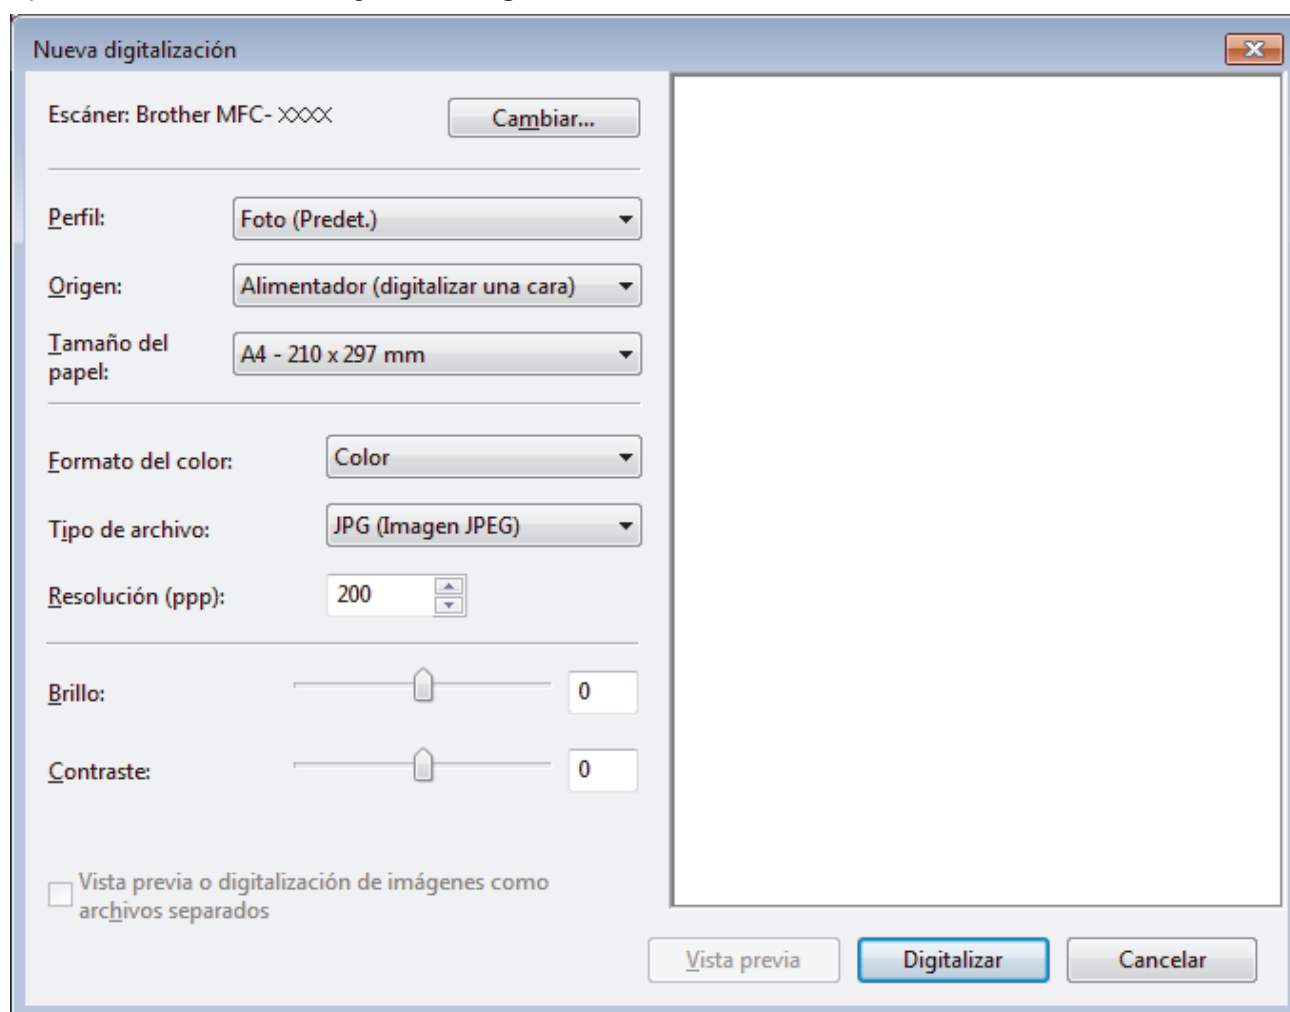 Nueva digitalización
Escáner: Brother MFC- XXXX
Cambiar...
Perfil:
Foto (Predet.)
Origen:
Alimentador (digitalizar una cara)
Tamaño del
papel:
A4 - 210 x 297 mm
Formato del color:
Color
Tipo de archivo:
JPG (Imagen JPEG)
Resolución (ppp):
200
Brillo:
0
Contraste:
0
Vista previa o digitalización de imágenes como
archivos separados
Vista previa
Digitalizar
Cancelar